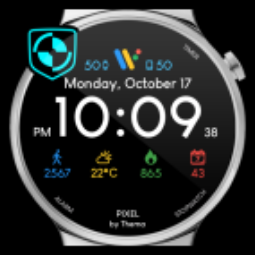 TIMER
50 50
Monday, October 17
PM 10:09 38
2567 22°C 865 43
ALARM
STOPWATCH
PIXEL
by Thema